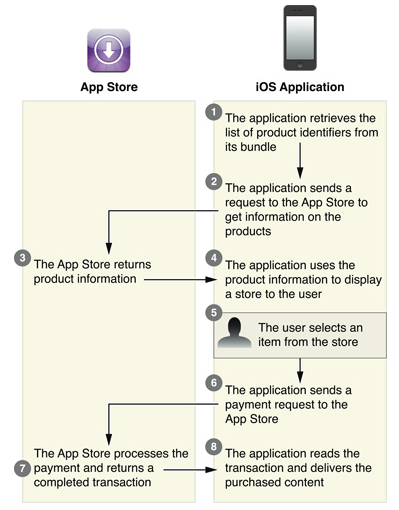 App Store
iOS Application
1
The application retrieves the
list of product identifiers from
its bundle
2
The application sends a
request to the App Store to
get information on the
products
3
The App Store returns
product information
4
The application uses the
product information to display
a store to the user
5
The user selects an
item from the store
6
The application sends a
payment request to the
App Store
7
The App Store processes the
payment and returns a
completed transaction
8
The application reads the
transaction and delivers the
purchased content